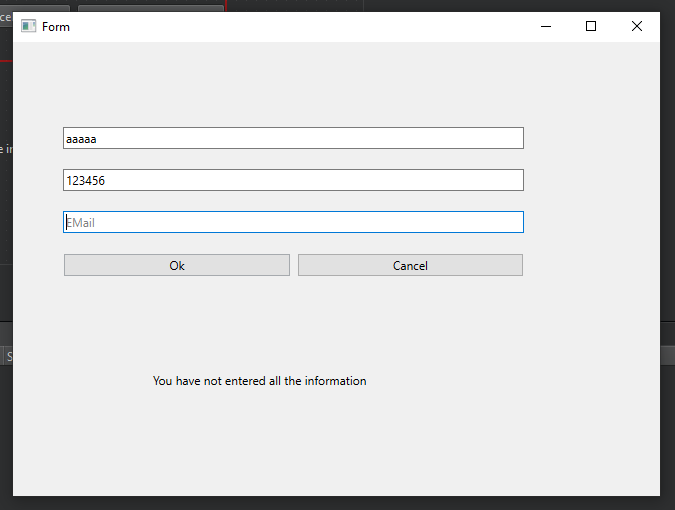 Form
aaaaa
123456
EMail
Ok
Cancel
You have not entered all the information